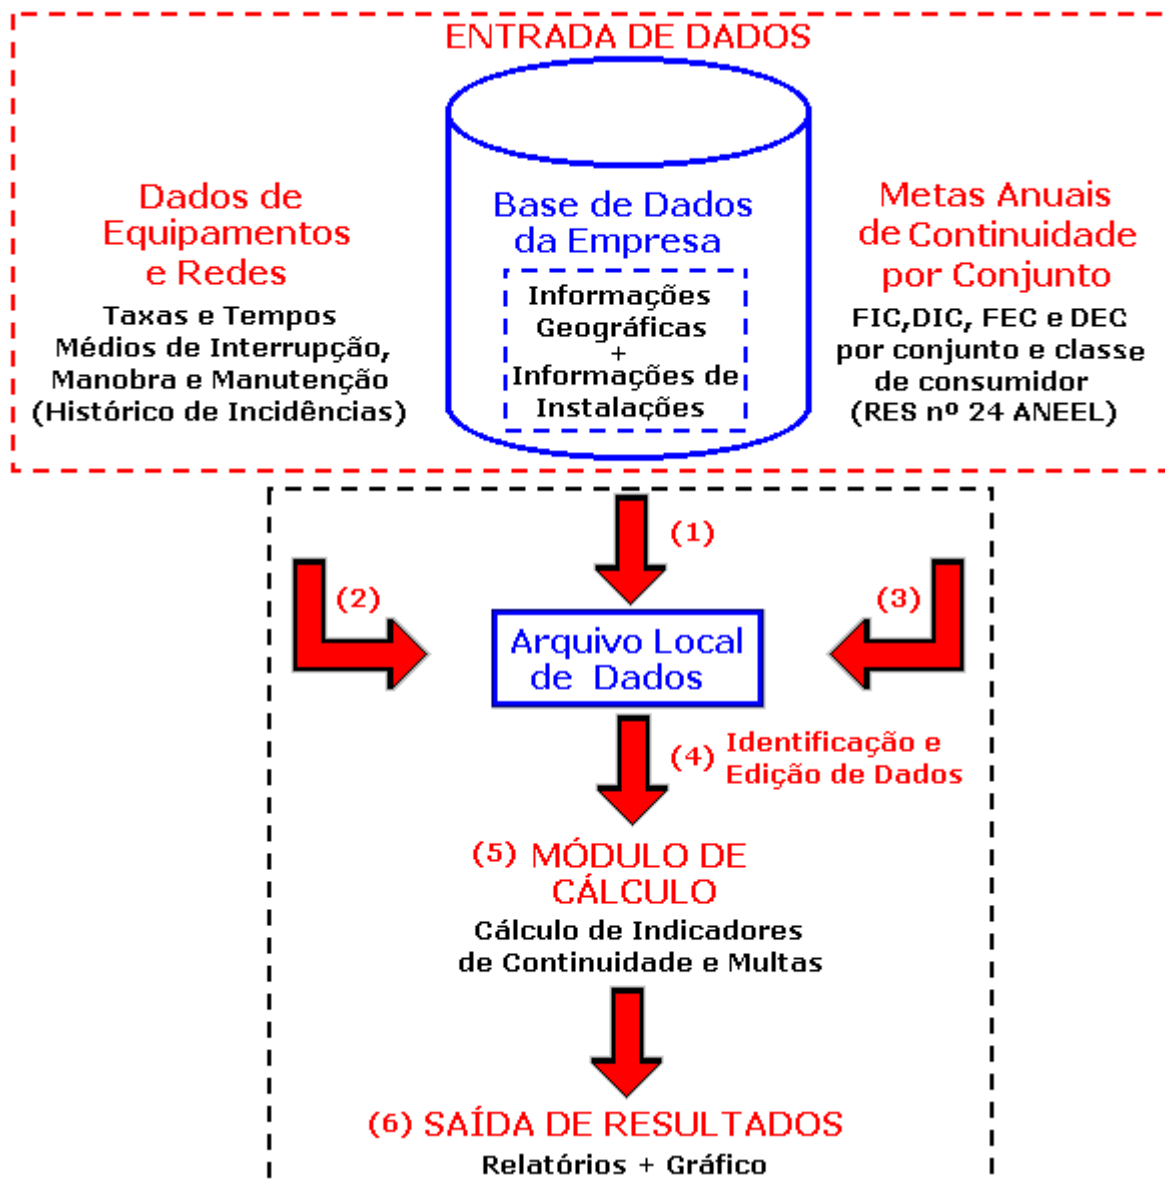 ENTRADA DE DADOS
Dados de
Equipamentos
e Redes
Taxas e Tempos
Médios de Interrupção,
Manobra e Manutenção
(Histórico de Incidências)
Base de Dados
da Empresa
Informações
Geográficas
+
Informações de
Instalações
Metas Anuais
de Continuidade
por Conjunto
FIC,DIC, FEC e DEC
por conjunto e classe
de consumidor
(RES nº 24 ANEEL)
(1)
(2)
(3)
Arquivo Local
de Dados
(4) Identificação e
Edição de Dados
(5) MÓDULO DE
CÁLCULO
Cálculo de Indicadores
de Continuidade e Multas
(6) SAÍDA DE RESULTADOS
Relatórios + Gráfico